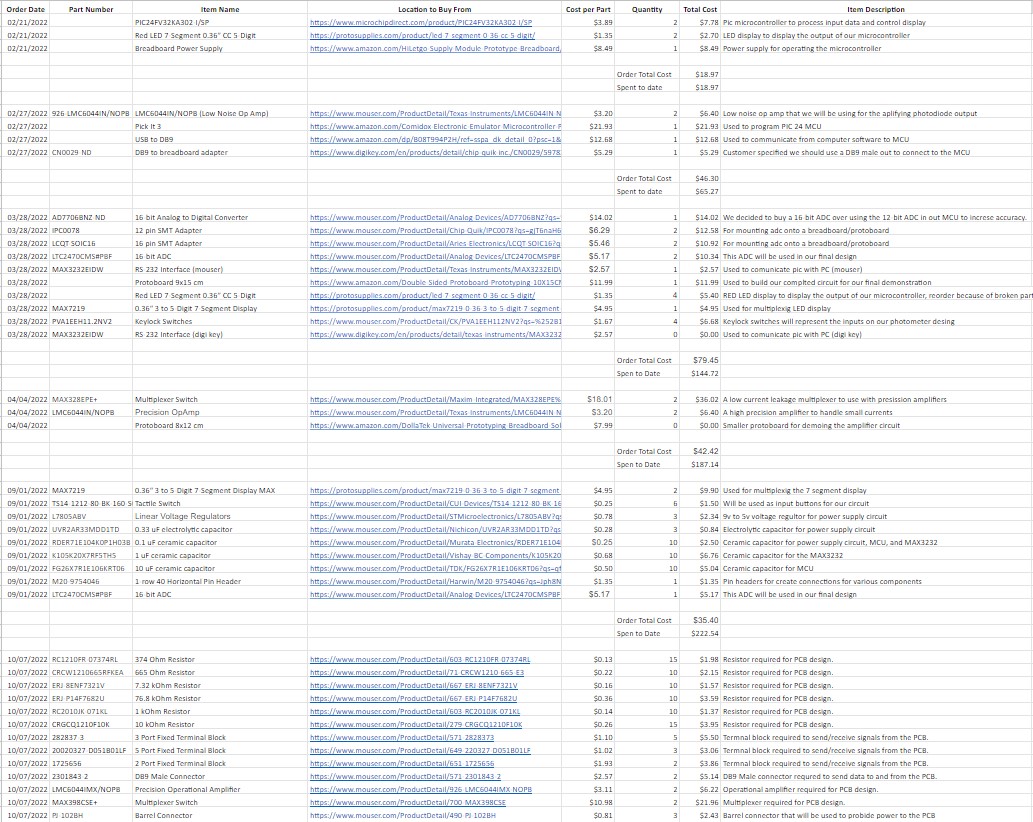 Order Date Part Number Item Name Location to Buy From Cost per Part Quantity Total Cost Item Description
02/21/2022 PIC24FV32KA302-I/SP https://www.microchipdirect.com/product/PIC24FV32KA302-I/SP $3.89 2 $7.78 Pic microcontroller to process input data and control display
02/21/2022 Red LED 7-Segment 0.36" CC 5-Digit https://protosupplies.com/product/led-7-segment-0-36-cc-5-digit/ $1.35 2 $2.70 LED display to display the output of our microcontroller
02/21/2022 Breadboard Power Supply https://www.amazon.com/HiLetgo-Supply-Module-Prototype-Breadboard/ $8.49 1 $8.49 Power supply for operating the microcontroller
Order Total Cost $18.97
Spent to date $18.97
02/27/2022 926-LMC6044IN/NOPB LMC6044IN/NOPB (Low Noise Op Amp) https://www.mouser.com/ProductDetail/Texas-Instruments/LMC6044IN-N $3.20 2 $6.40 Low noise op amp that we will be using for the aplifying photodiode output
02/27/2022 Pick It 3 https://www.amazon.com/Comidox-Electronic-Emulator-Microcontroller-P $21.93 1 $21.93 Used to program PIC 24 MCU
02/27/2022 USB to DB9 https://www.amazon.com/dp/B08T994P2H/ref=sspa_dk_detail_0?psc=1& $12.68 1 $12.68 Used to communicate from computer software to MCU
02/27/2022 CN0029-ND DB9 to breadboard adapter https://www.digikey.com/en/products/detail/chip-quik-inc./CN0029/5978 $5.29 1 $5.29 Customer specified we should use a DB9 male out to connect to the MCU
Order Total Cost $46.30
Spent to date $65.27
03/28/2022 AD7706BNZ-ND 16-bit Analog to Digital Converter https://www.mouser.com/ProductDetail/Analog-Devices/AD7706BNZ?qs= $14.02 1 $14.02 We decided to buy a 16-bit ADC over using the 12-bit ADC in out MCU to increse accuracy.
03/28/2022 IPC0078 12 pin SMT Adapter https://www.mouser.com/ProductDetail/Chip-Quik/IPC0078?qs=gJT6naH6 $6.29 2 $12.58 For mounting adc onto a breadboard/protoboard
03/28/2022 LCQT-SOIC16 16 pin SMT Adapter https://www.mouser.com/ProductDetail/Aries-Electronics/LCQT-SOIC16?q $5.46 2 $10.92 For mounting adc onto a breadboard/protoboard
03/28/2022 LTC2470CMS#PBF 16-bit ADC https://www.mouser.com/ProductDetail/Analog-Devices/LTC2470CMSPBF $5.17 2 $10.34 This ADC will be used in our final design
03/28/2022 MAX3232EIDW RS-232 Interface (mouser) https://www.mouser.com/ProductDetail/Texas-Instruments/MAX3232EIDV $2.57 1 $2.57 Used to comunicate pic with PC (mouser)
03/28/2022 Protoboard 9x15 cm https://www.amazon.com/Double-Sided-Protoboard-Prototyping-10X15CM $11.99 1 $11.99 Used to build our complted circuit for our final demonstration
03/28/2022 Red LED 7-Segment 0.36" CC 5-Digit https://protosupplies.com/product/led-7-segment-0-36-cc-5-digit/ $1.35 4 $5.40 RED LED display to display the output of our microcontroller, reorder because of broken part
03/28/2022 MAX7219 0.36" 3 to 5-Digit 7-Segment Display https://protosupplies.com/product/max7219-0-36-3-to-5-digit-7-segment $4.95 1 $4.95 Used for multiplexig LED display
03/28/2022 PVA1EEH11.2NV2 Keylock Switches https://www.mouser.com/ProductDetail/CK/PVA1EEH112NV2?qs=%252B1 $1.67 4 $6.68 Keylock switches will represent the inputs on our photometer desing
03/28/2022 MAX3232EIDW RS-232 Interface (digi-key) https://www.digikey.com/en/products/detail/texas-instruments/MAX3232 $2.57 0 $0.00 Used to comunicate pic with PC (digi-key)
Order Total Cost $79.45
Spen to Date $144.72
04/04/2022 MAX328EPE+ Multiplexer Switch https://www.mouser.com/ProductDetail/Maxim-Integrated/MAX328EPE% $18.01 2 $36.02 A low current leakage multiplexer to use with presission amplifiers
04/04/2022 LMC6044IN/NOPB Precision OpAmp https://www.mouser.com/ProductDetail/Texas-Instruments/LMC6044IN-N $3.20 2 $6.40 A high precision amplifier to handle small currents
04/04/2022 Protoboard 8x12 cm https://www.amazon.com/DollaTek-Universal-Prototyping-Breadboard-Sol $7.99 0 $0.00 Smaller protoboard for demoing the amplifier circuit
Order Total Cost $42.42
Spen to Date $187.14
09/01/2022 MAX7219 0.36" 3 to 5-Digit 7-Segment Display MAX https://protosupplies.com/product/max7219-0-36-3-to-5-digit-7-segment $4.95 2 $9.90 Used for multiplexig the 7 segment display
09/01/2022 TS14-1212-80-BK-160-S Tactile Switch https://www.mouser.com/ProductDetail/CUI-Devices/TS14-1212-80-BK-16 $0.25 6 $1.50 Will be used as input buttons for our circuit
09/01/2022 L7805ABV Linear Voltage Regulators https://www.mouser.com/ProductDetail/STMicroelectronics/L7805ABV?qs $0.78 3 $2.34 9v to 5v voltage regultor for power supply circuit
09/01/2022 UVR2AR33MDD1TD 0.33 uF electrolytic capacitor https://www.mouser.com/ProductDetail/Nichicon/UVR2AR33MDD1TD?qs= $0.28 3 $0.84 Electrolytic capacitor for power supply circuit
09/01/2022 RDER71E104K0P1H03B 0.1 uF ceramic capacitor https://www.mouser.com/ProductDetail/Murata-Electronics/RDER71E104 $0.25 10 $2.50 Ceramic capacitor for power supply circuit, MCU, and MAX3232
09/01/2022 K105K20X7RF5TH5 1 uF ceramic capacitor https://www.mouser.com/ProductDetail/Vishay-BC-Components/K105K20 $0.68 10 $6.76 Ceramic capacitor for the MAX3232
09/01/2022 FG26X7R1E106KRT06 10 uF ceramic capacitor https://www.mouser.com/ProductDetail/TDK/FG26X7R1E106KRT06?qs=qf $0.50 10 $5.04 Ceramic capacitor for MCU
09/01/2022 M20-9754046 1 row 40 Horizontal Pin Header https://www.mouser.com/ProductDetail/Harwin/M20-9754046?qs=Jph8N $1.35 1 $1.35 Pin headers for create connections for various components
09/01/2022 LTC2470CMS#PBF 16-bit ADC https://www.mouser.com/ProductDetail/Analog-Devices/LTC2470CMSPBF $5.17 1 $5.17 This ADC will be used in our final design
Order Total Cost $35.40
Spen to Date $222.54
10/07/2022 RC1210FR-07374RL 374 Ohm Resistor https://www.mouser.com/ProductDetail/603-RC1210FR-07374RL $0.13 15 $1.98 Resistor required for PCB design.
10/07/2022 CRCW1210665RFKEA 665 Ohm Resistor https://www.mouser.com/ProductDetail/71-CRCW1210-665-E3 $0.22 10 $2.15 Resistor required for PCB design.
10/07/2022 ERJ-8ENF7321V 7.32 kOhm Resistor https://www.mouser.com/ProductDetail/667-ERJ-8ENF7321V $0.16 10 $1.57 Resistor required for PCB design.
10/07/2022 ERJ-P14F7682U 76.8 kOhm Resistor https://www.mouser.com/ProductDetail/667-ERJ-P14F7682U $0.36 10 $3.59 Resistor required for PCB design.
10/07/2022 RC2010JK-071KL 1 kOhm Resistor https://www.mouser.com/ProductDetail/603-RC2010JK-071KL $0.14 10 $1.37 Resistor required for PCB design.
10/07/2022 CRGCQ1210F10K 10 kOhm Resistor https://www.mouser.com/ProductDetail/279-CRGCQ1210F10K $0.26 15 $3.95 Resistor required for PCB design.
10/07/2022 282837-3 3 Port Fixed Terminal Block https://www.mouser.com/ProductDetail/571-2828373 $1.10 5 $5.50 Termnal block required to send/receive signals from the PCB.
10/07/2022 20020327-D051B01LF 5 Port Fixed Terminal Block https://www.mouser.com/ProductDetail/649-220327-D051B01LF $1.02 3 $3.06 Termnal block required to send/receive signals from the PCB.
10/07/2022 1725656 2 Port Fixed Terminal Block https://www.mouser.com/ProductDetail/651-1725656 $1.93 2 $3.86 Termnal block required to send/receive signals from the PCB.
10/07/2022 2301843-2 DB9 Male Connector https://www.mouser.com/ProductDetail/571-2301843-2 $2.57 2 $5.14 DB9 Male connector required to send data to and from the PCB.
10/07/2022 LMC6044IMX/NOPB Precision Operational Amplifier https://www.mouser.com/ProductDetail/926-LMC6044IMX-NOPB $3.11 2 $6.22 Operational amplifier required for PCB design.
10/07/2022 MAX398CSE+ Multiplexer Switch https://www.mouser.com/ProductDetail/700-MAX398CSE $10.98 2 $21.96 Multiplexer required for PCB design.
10/07/2022 PJ-102BH Barrel Connector https://www.mouser.com/ProductDetail/490-PJ-102BH $0.81 3 $2.43 Barrel connector that will be used to probide power to the PCB